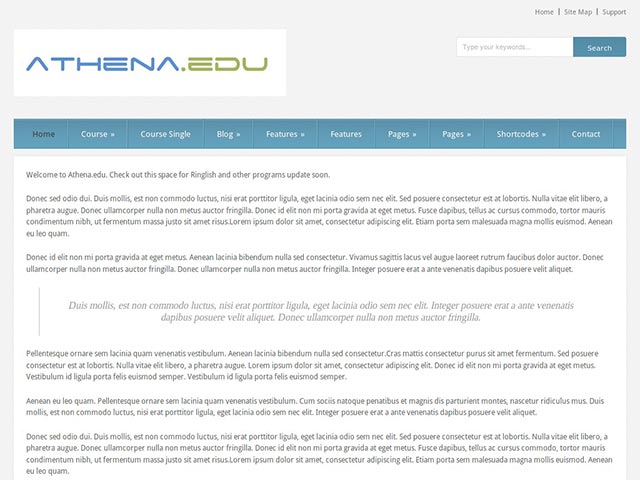 Home | Site Map | Support
ATHENA.EDU
Type your keywords...
Search
Home
Course »
Course Single
Blog »
Features »
Features
Pages »
Pages »
Shortcodes »
Contact
Welcome to Athena.edu. Check out this space for Ringlish and other programs update soon.
Donec sed odio dui. Duis mollis, est non commodo luctus, nisi erat porttitor ligula, eget lacinia odio sem nec elit. Sed posuere consectetur est at lobortis. Nulla vitae elit libero, a
pharetra augue. Donec ullamcorper nulla non metus auctor fringilla. Donec id elit non mi porta gravida at eget metus. Fusce dapibus, tellus ac cursus commodo, tortor mauris
condimentum nibh, ut fermentum massa justo sit amet risus.Lorem ipsum dolor sit amet, consectetur adipiscing elit. Etiam porta sem malesuada magna mollis euismod. Aenean
eu leo quam.
Donec id elit non mi porta gravida at eget metus. Aenean lacinia bibendum nulla sed consectetur. Vivamus sagittis lacus vel augue laoreet rutrum faucibus dolor auctor. Donec
ullamcorper nulla non metus auctor fringilla. Donec ullamcorper nulla non metus auctor fringilla. Integer posuere erat a ante venenatis dapibus posuere velit aliquet.
Duis mollis, est non commodo luctus, nisi erat porttitor ligula, eget lacinia odio sem nec elit. Integer posuere erat a ante venenatis
dapibus posuere velit aliquet. Donec ullamcorper nulla non metus auctor fringilla.
Pellentesque ornare sem lacinia quam venenatis vestibulum. Aenean lacinia bibendum nulla sed consectetur.Cras mattis consectetur purus sit amet fermentum. Sed posuere
consectetur est at lobortis. Nulla vitae elit libero, a pharetra augue. Lorem ipsum dolor sit amet, consectetur adipiscing elit. Donec id elit non mi porta gravida at eget metus.
Vestibulum id ligula porta felis euismod semper. Vestibulum id ligula porta felis euismod semper.
Aenean eu leo quam. Pellentesque ornare sem lacinia quam venenatis vestibulum. Cum sociis natoque penatibus et magnis dis parturient montes, nascetur ridiculus mus. Duis
mollis, est non commodo luctus, nisi erat porttitor ligula, eget lacinia odio sem nec elit. Integer posuere erat a ante venenatis dapibus posuere velit aliquet.
Donec sed odio dui. Duis mollis, est non commodo luctus, nisi erat porttitor ligula, eget lacinia odio sem nec elit. Sed posuere consectetur est at lobortis. Nulla vitae elit libero, a
pharetra augue. Donec ullamcorper nulla non metus auctor fringilla. Donec id elit non mi porta gravida at eget metus. Fusce dapibus, tellus ac cursus commodo, tortor mauris
condimentum nibh, ut fermentum massa justo sit amet risus.Lorem ipsum dolor sit amet, consectetur adipiscing elit. Etiam porta sem malesuada magna mollis euismod. Aenean
eu leo quam.